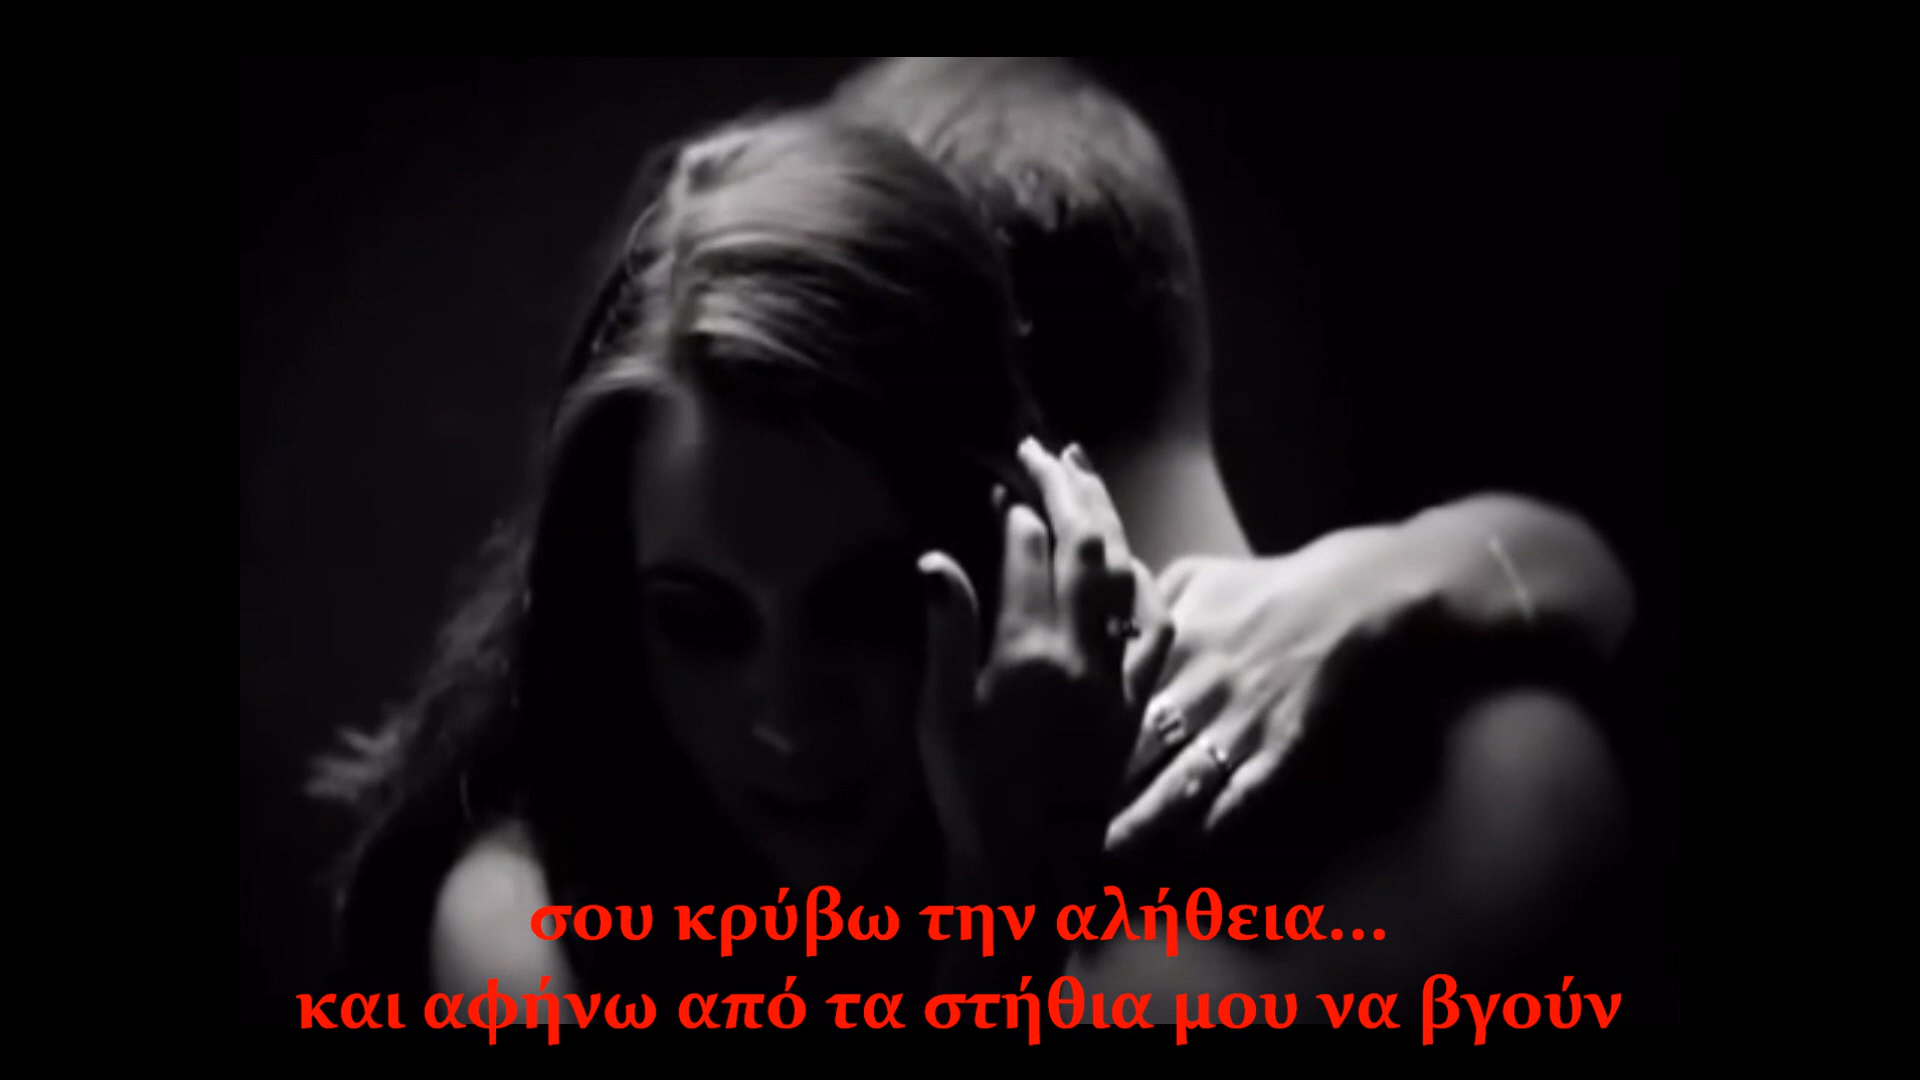 σου κρύβω την αλήθεια...
και αφήνω από τα στήθια μου να βγούν